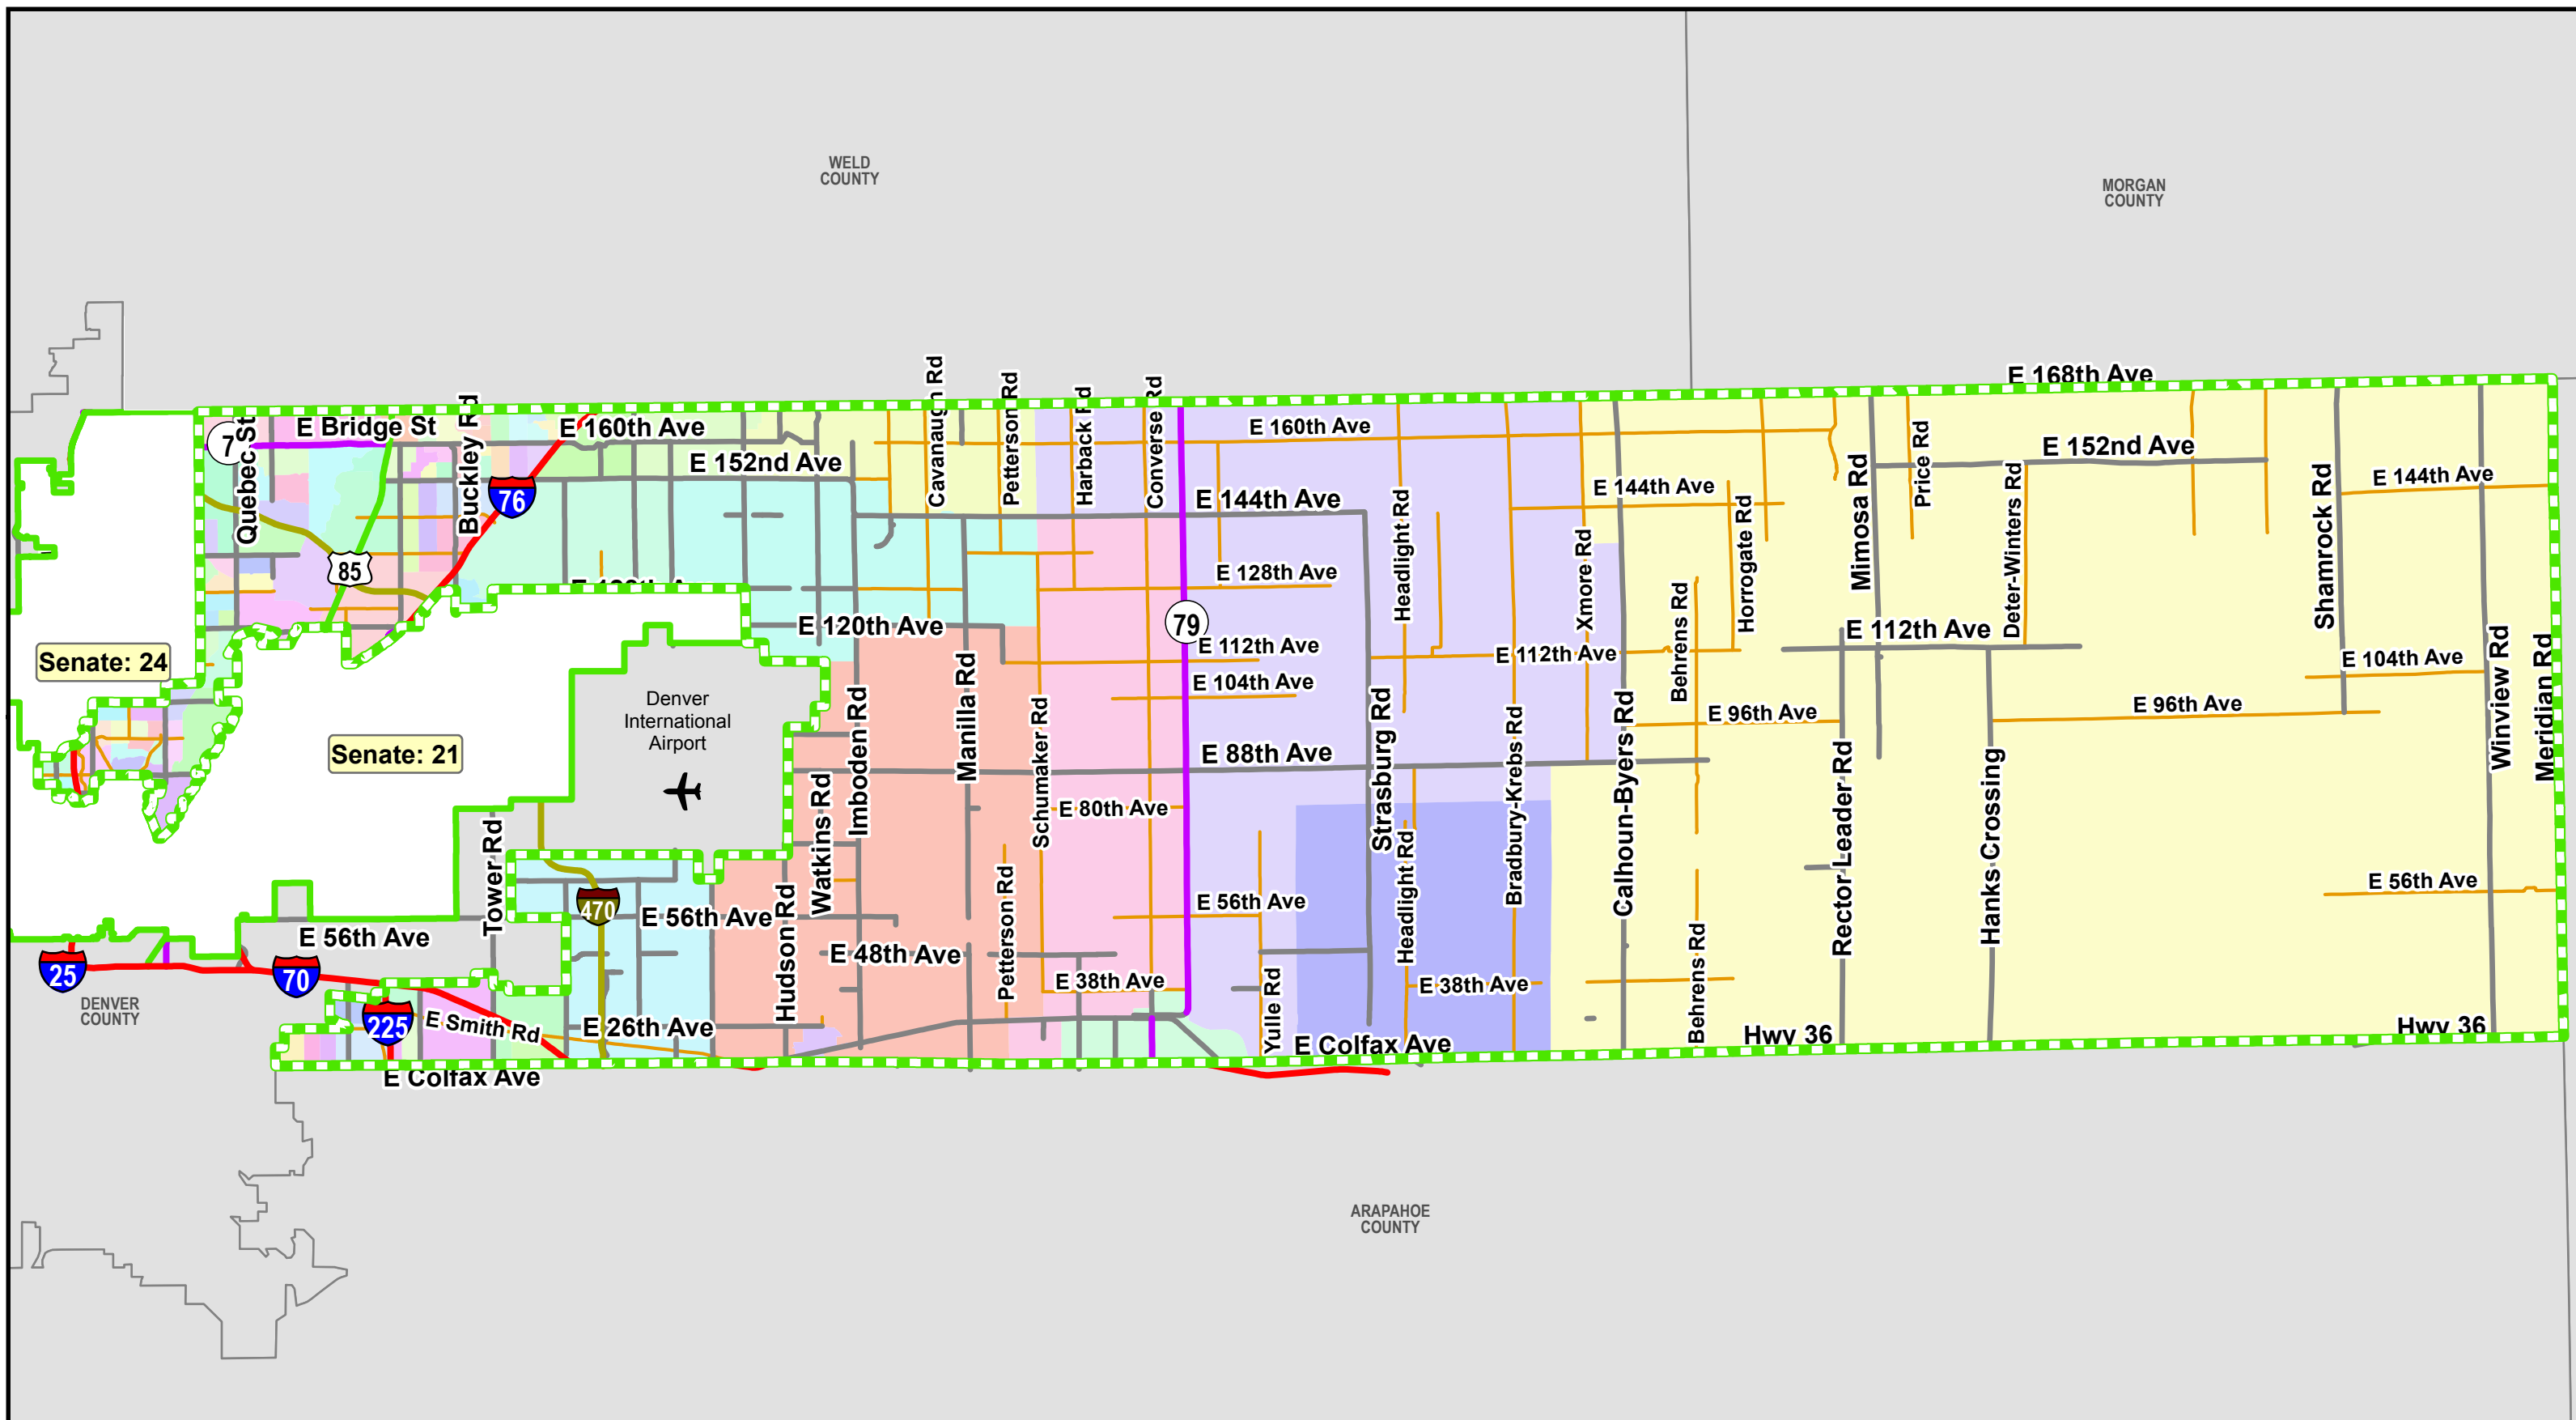 WELD
COUNTY
MORGAN
COUNTY
E 168th Ave
Cavanaugh Rd
Petterson Rd
Harback Rd
Converse Rd
Buckley Rd
Quebec St
7
E Bridge St
E 160th Ave
E 160th Ave
E 152nd Ave
E 152nd Ave
Price Rd
Mimosa Rd
Deter-Winters Rd
Shamrock Rd
E 144th Ave
76
E 144th Ave
E 144th Ave
Headlight Rd
Horrogate Rd
Xmore Rd
85
E 128th Ave
Behrens Rd
79
E 120th Ave
E 112th Ave
E 112th Ave
E 112th Ave
Winview Rd
Meridian Rd
Senate: 24
Manilla Rd
Imboden Rd
E 104th Ave
E 104th Ave
Denver
International
Airport
Schumaker Rd
Strasburg Rd
Bradbury-Krebs Rd
Calhoun-Byers Rd
E 96th Ave
E 96th Ave
Senate: 21
E 88th Ave
Rector Leader Rd
Hanks Crossing
Watkins Rd
E 80th Ave
Tower Rd
Headlight Rd
470
E 56th Ave
Hudson Rd
Petterson Rd
E 56th Ave
E 56th Ave
E 56th Ave
E 48th Ave
Behrens Rd
25
70
Yulle Rd
E 38th Ave
E 38th Ave
DENVER
COUNTY
225
E Smith Rd
E 26th Ave
Hwy 36
Hwy 36
E Colfax Ave
E Colfax Ave
ARAPAHOE
COUNTY